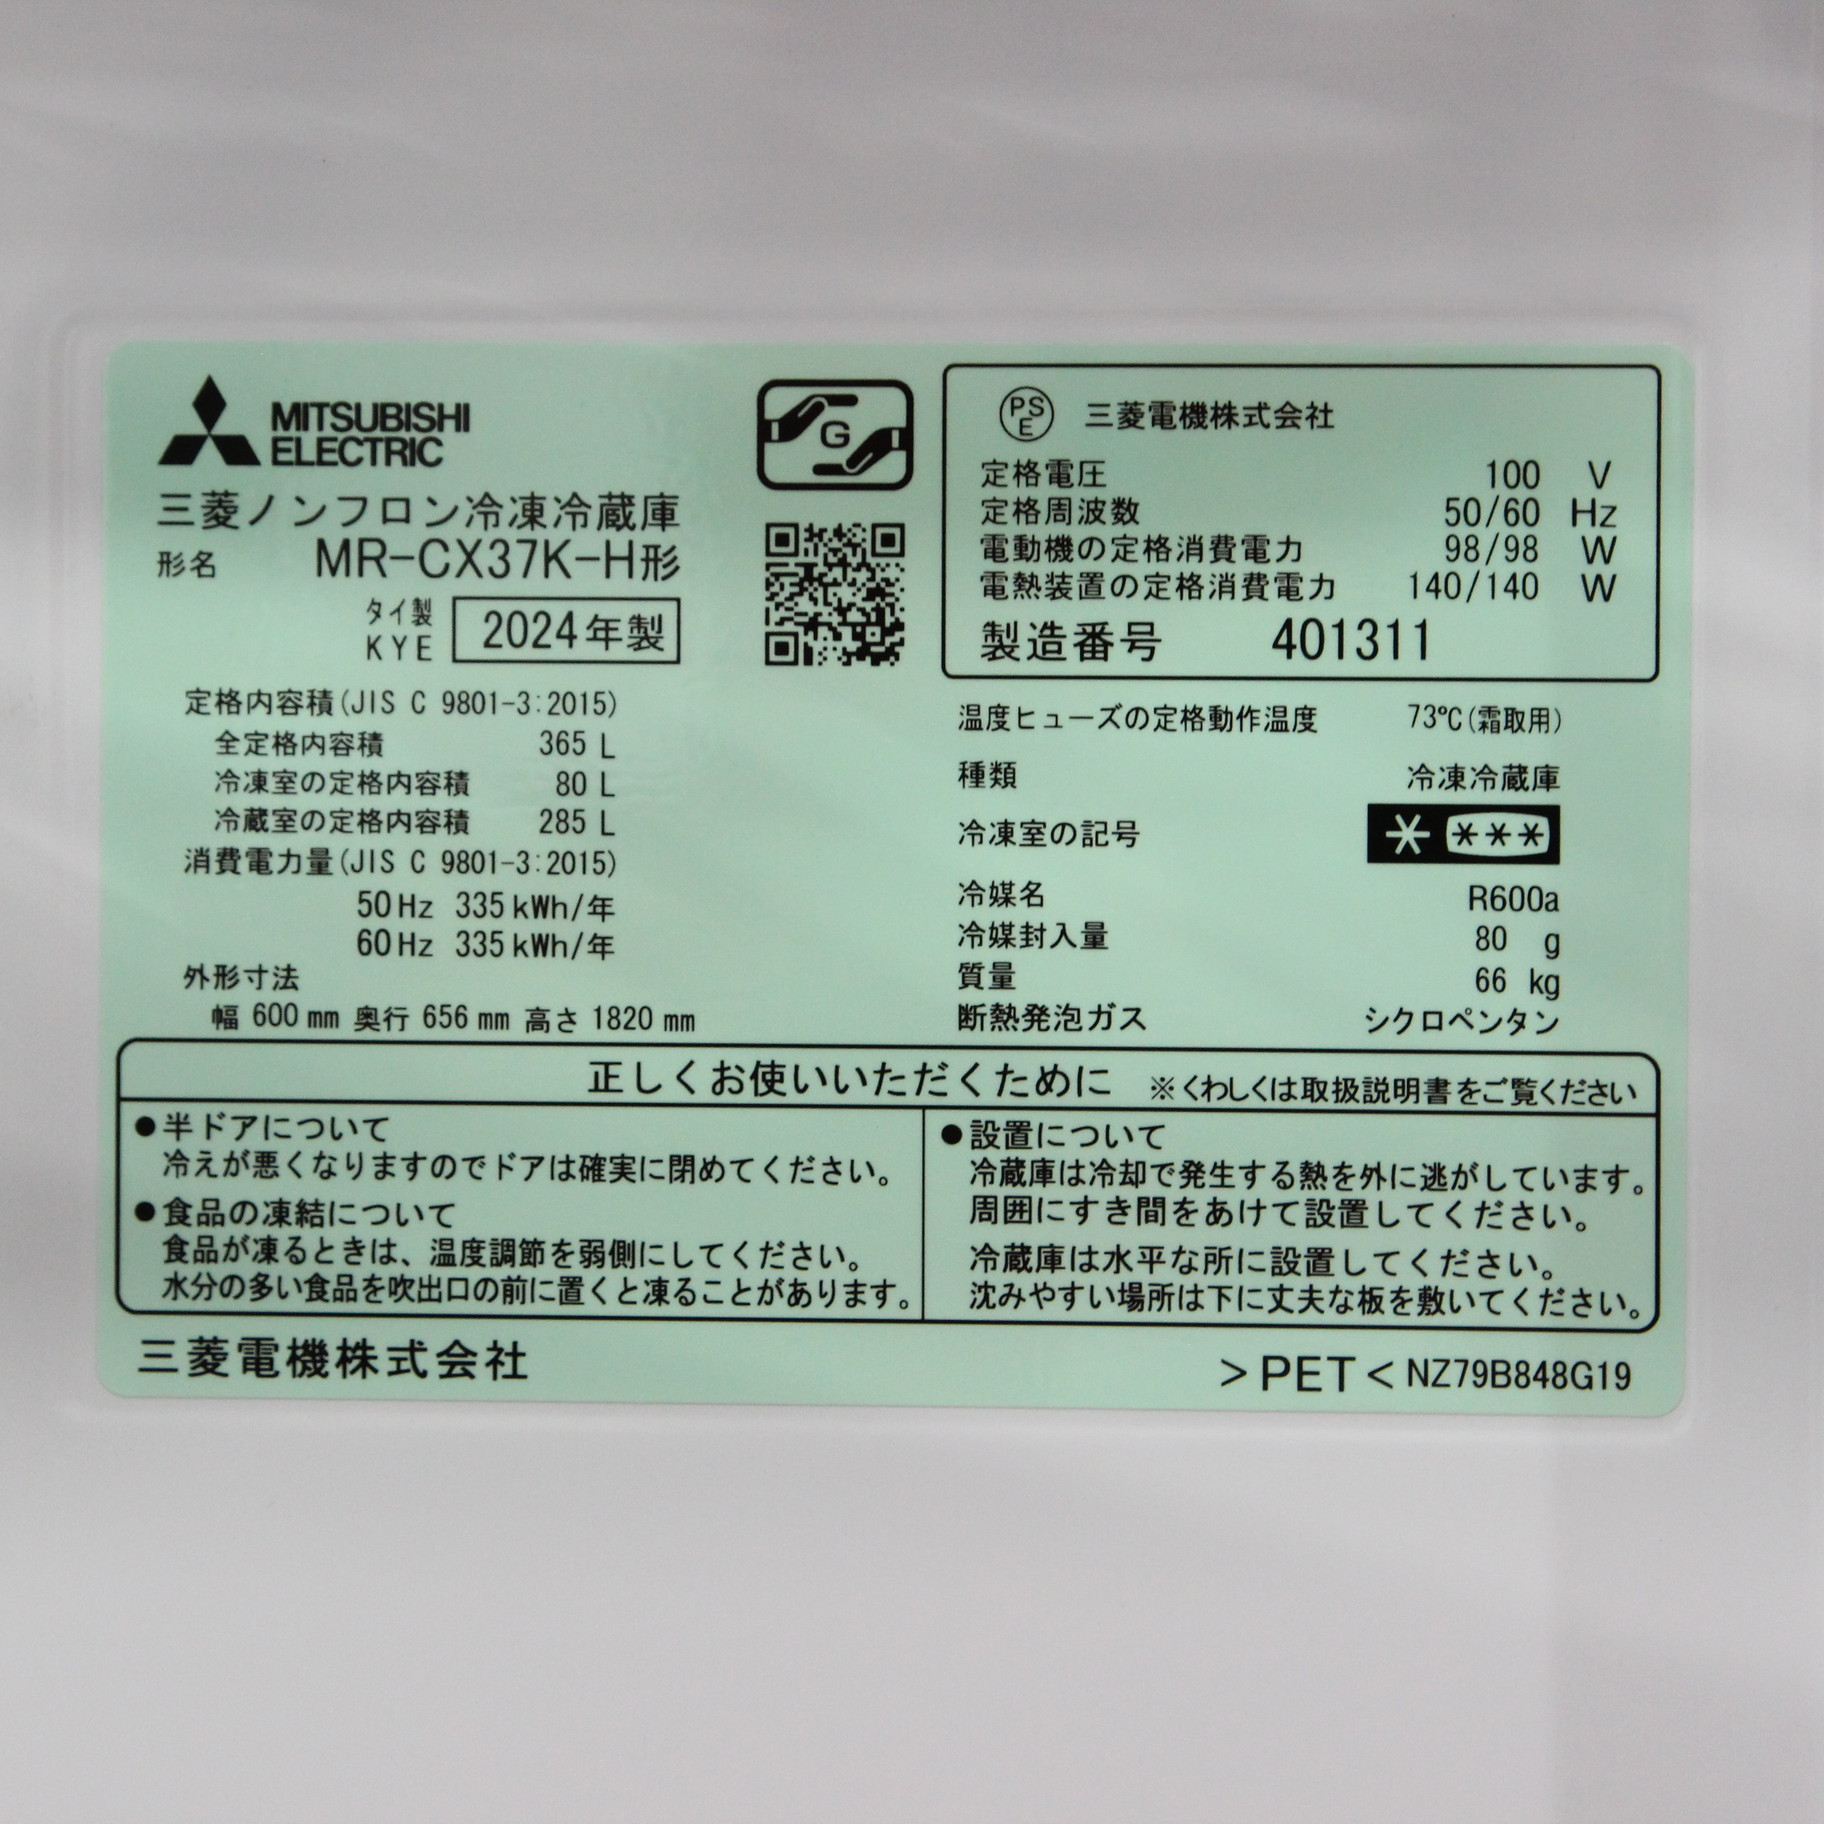 MITSUBISHI
ELECTRIC
三菱ノンフロン冷凍冷蔵庫
形名 MR-CX37K-H形
タイ製
KYE
2024年製
定格内容積(JIS C 9801-3:2015)
全定格内容積 365 L
冷凍室の定格内容積 80 L
冷蔵室の定格内容積 285 L
消費電力量(JIS C 9801-3:2015)
50Hz 335kWh/年
60Hz 335kWh/年
外形寸法
幅 600mm 奥行 656mm 高さ 1820mm
G
PS
E
三菱電機株式会社
定格電圧 100 V
定格周波数 50/60 Hz
電動機の定格消費電力 98/98 W
電熱装置の定格消費電力 140/140 W
製造番号 401311
温度ヒューズの定格動作温度 73℃(霜取用)
種類 冷凍冷蔵庫
冷凍室の記号 * ***
冷媒名 R600a
冷媒封入量 80 g
質量 66 kg
断熱発泡ガス シクロペンタン
正しくお使いいただくために ※くわしくは取扱説明書をご覧ください
●半ドアについて
冷えが悪くなりますのでドアは確実に閉めてください。
●食品の凍結について
食品が凍るときは、温度調節を弱側にしてください。
水分の多い食品を吹出口の前に置くと凍ることがあります。
●設置について
冷蔵庫は冷却で発生する熱を外に逃がしています。
周囲にすき間をあけて設置してください。
冷蔵庫は水平な所に設置してください。
沈みやすい場所は下に丈夫な板を敷いてください。
三菱電機株式会社
>PET< NZ79B848G19